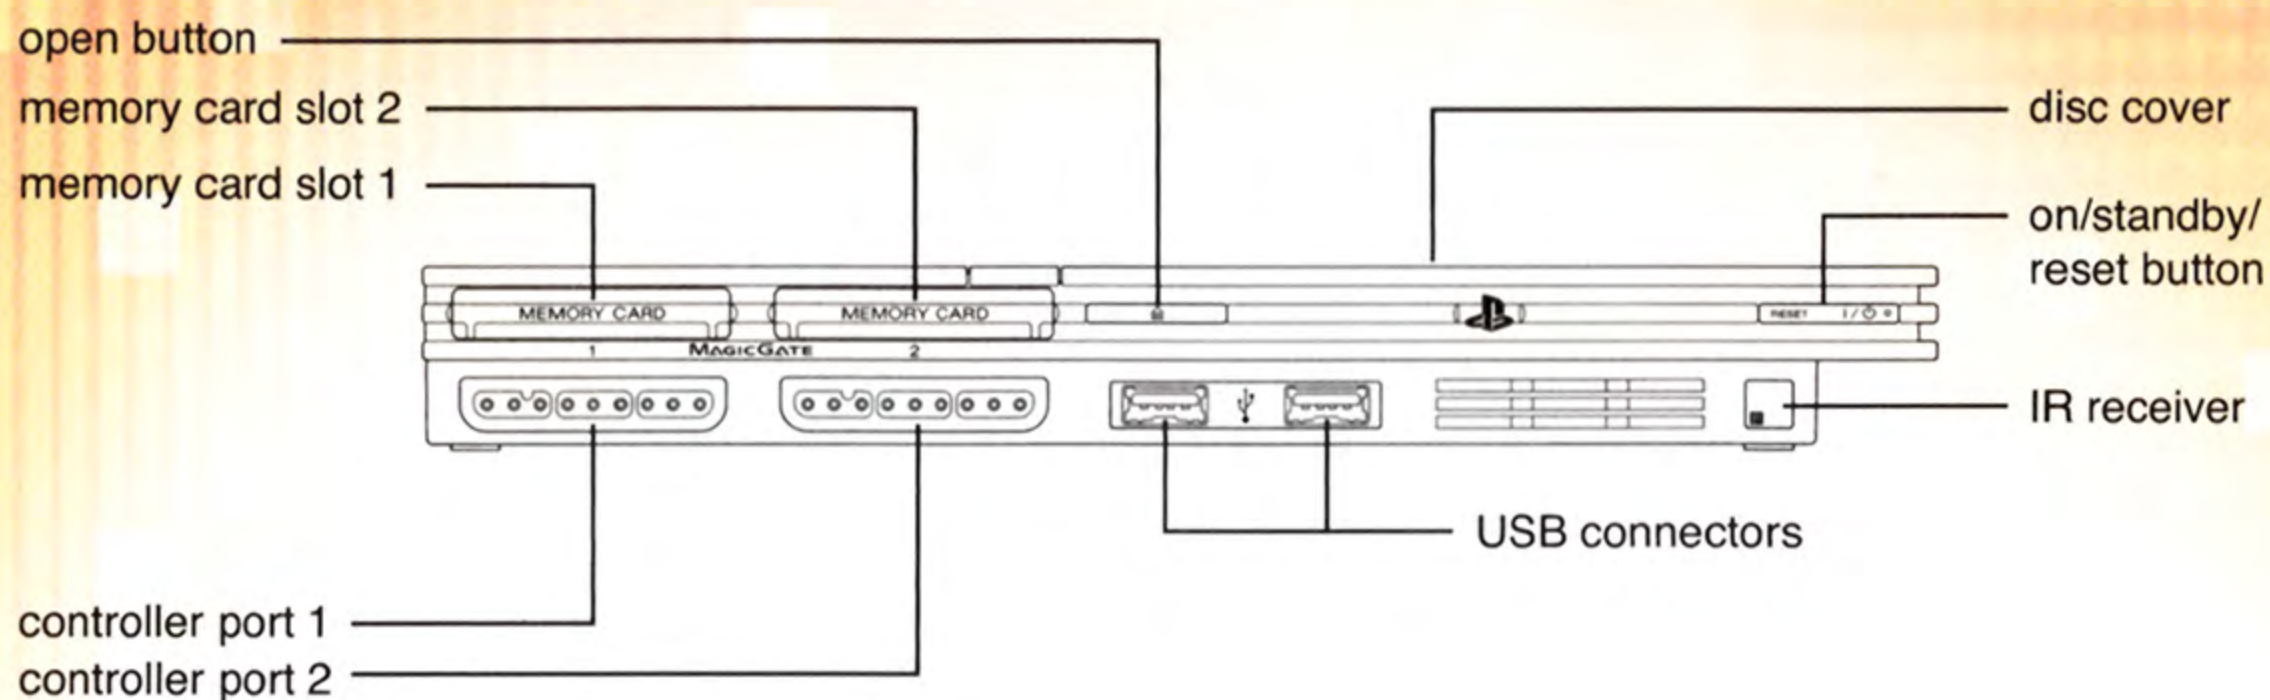 open button
memory card slot 2
memory card slot 1
disc cover
on/standby/
reset button
MEMORY CARD
MEMORY CARD
RESET
1
MAGICGATE
2
IR receiver
USB connectors
controller port 1
controller port 2